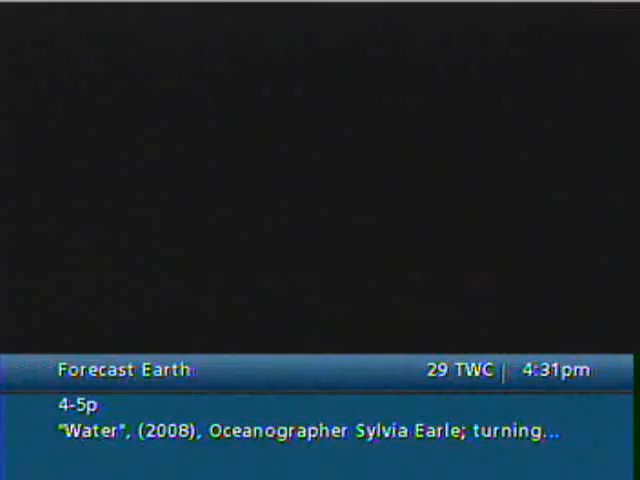 Forecast Earth 29 TWC | 4:31pm
4-5p
"Water", (2008), Oceanographer Sylvia Earle; turning...